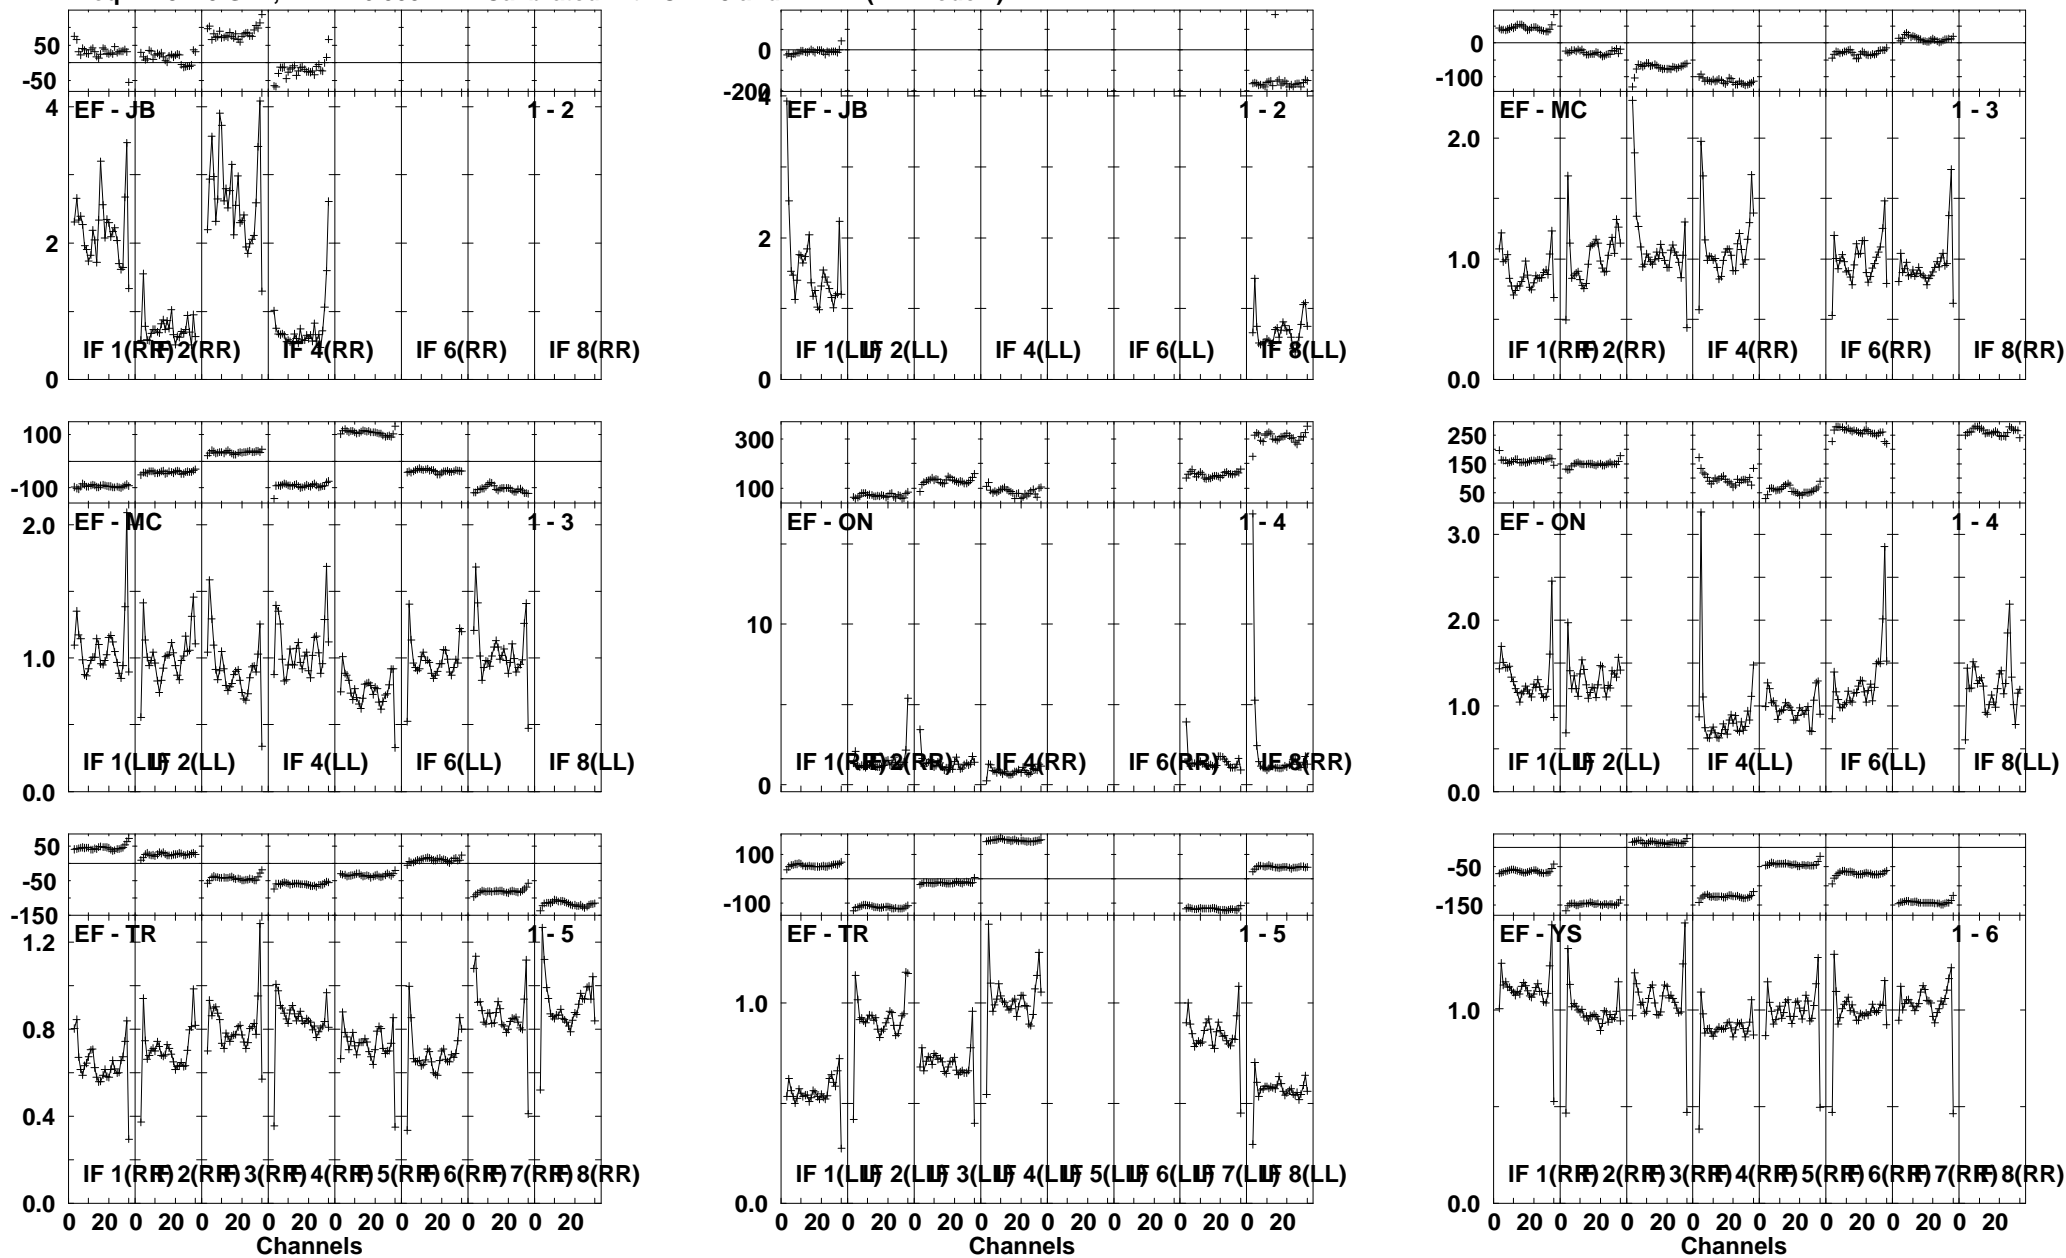 50
-50
EF - JB 1 - 2
4
2
0
IF 1(RR) IF 2(RR) IF 4(RR) IF 6(RR) IF 8(RR)
0
-200
EF - JB 1 - 2
4
2
0
IF 1(LL) IF 2(LL) IF 4(LL) IF 6(LL) IF 8(LL)
0
-100
EF - MC 1 - 3
2.0
1.0
0.0
IF 1(RR) IF 2(RR) IF 4(RR) IF 6(RR) IF 8(RR)
100
-100
EF - MC 1 - 3
2.0
1.0
0.0
IF 1(LL) IF 2(LL) IF 4(LL) IF 6(LL) IF 8(LL)
300
100
EF - ON 1 - 4
10
0
IF 1(RR) IF 2(RR) IF 4(RR) IF 6(RR) IF 8(RR)
250
150
50
EF - ON 1 - 4
3.0
2.0
1.0
0.0
IF 1(LL) IF 2(LL) IF 4(LL) IF 6(LL) IF 8(LL)
50
-50
-150
EF - TR 1 - 5
1.2
0.8
0.4
0.0
IF 1(RR) IF 2(RR) IF 3(RR) IF 4(RR) IF 5(RR) IF 6(RR) IF 7(RR) IF 8(RR)
0 20 0 20 0 20 0 20 0 20 0 20 0 20 0 20
Channels
100
-100
EF - TR 1 - 5
1.0
0.0
IF 1(LL) IF 2(LL) IF 3(LL) IF 4(LL) IF 5(LL) IF 6(LL) IF 7(LL) IF 8(LL)
0 20 0 20 0 20 0 20 0 20 0 20 0 20 0 20
Channels
-50
-150
EF - YS 1 - 6
1.0
0.0
IF 1(RR) IF 2(RR) IF 3(RR) IF 4(RR) IF 5(RR) IF 6(RR) IF 7(RR) IF 8(RR)
0 20 0 20 0 20 0 20 0 20 0 20 0 20 0 20
Channels